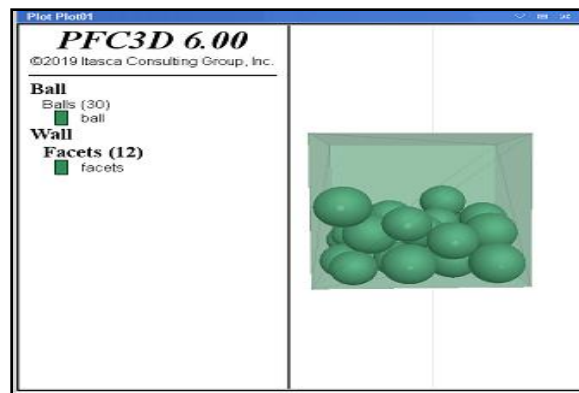 Plot Plot01
PFC3D 6.00
©2019 Itasca Consulting Group, Inc.
Ball
Balls (30)
ball
Wall
Facets (12)
facets